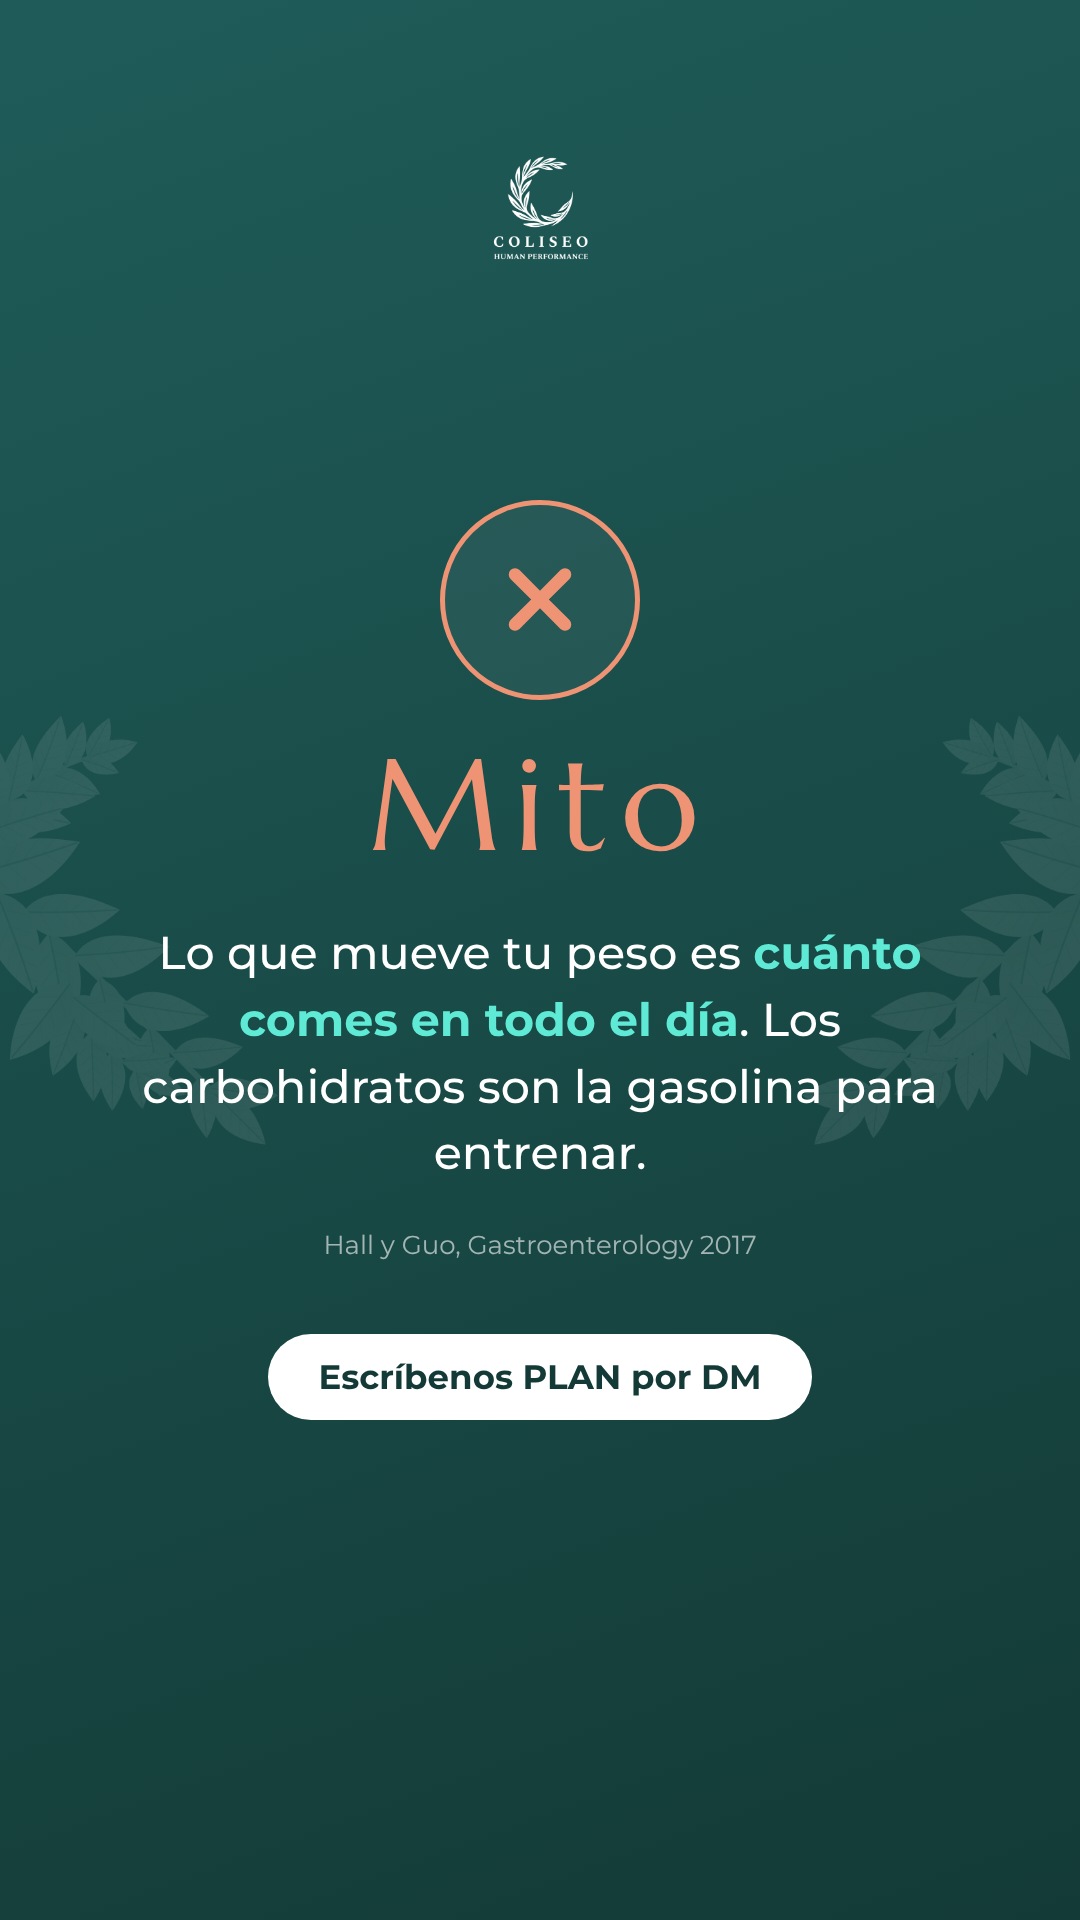 COLISEO
HUMAN PERFORMANCE
Mito
Lo que mueve tu peso es cuánto
comes en todo el día. Los
carbohidratos son la gasolina para
entrenar.
Hall y Guo, Gastroenterology 2017
Escríbenos PLAN por DM